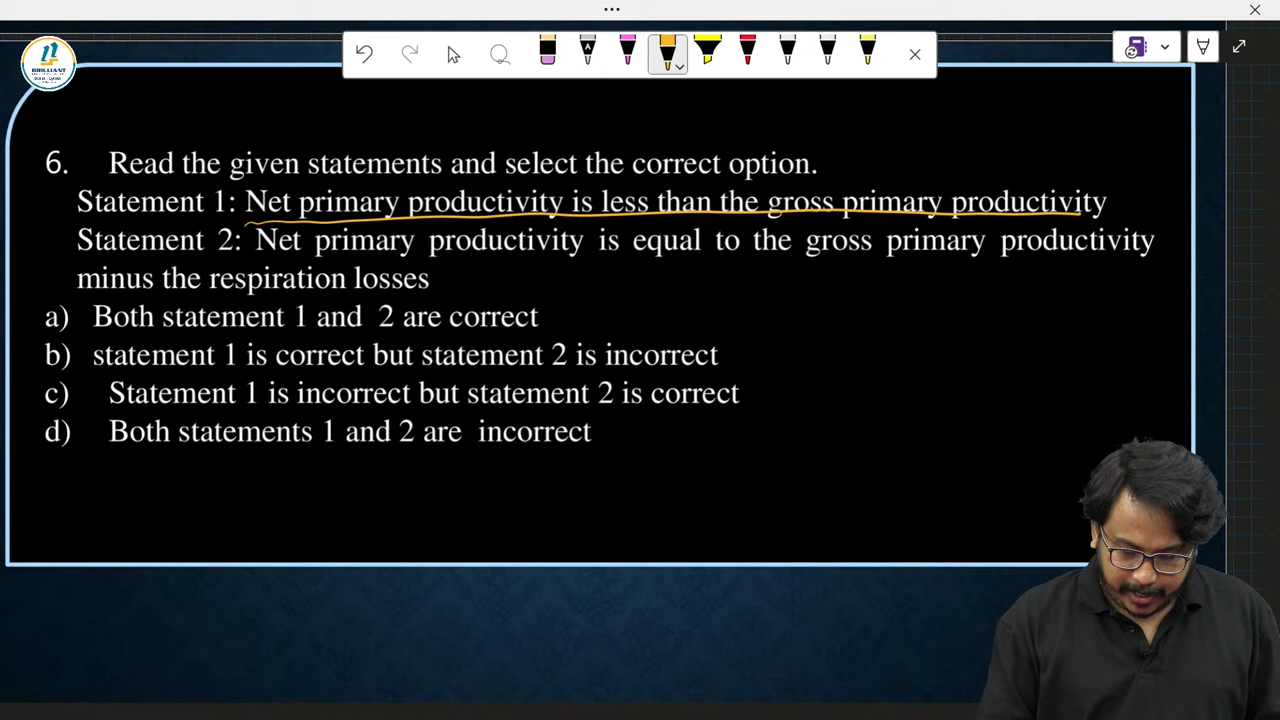 BRILLIANT
6. Read the given statements and select the correct option.
Statement 1: Net primary productivity is less than the gross primary productivity
Statement 2: Net primary productivity is equal to the gross primary productivity
minus the respiration losses
a) Both statement 1 and 2 are correct
b) statement 1 is correct but statement 2 is incorrect
c) Statement 1 is incorrect but statement 2 is correct
d) Both statements 1 and 2 are incorrect